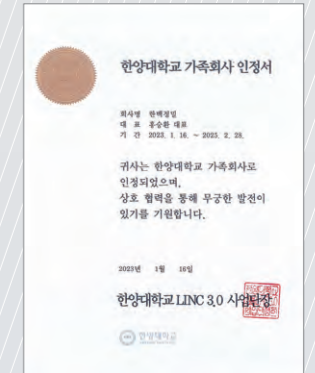 한양대학교 가족회사 인정서
회사명 한백정밀
대 표 홍승환 대표
기 간 2023. 1. 16. ~ 2025. 2. 28.
귀사는 한양대학교 가족회사로
인정되었으며,
상호 협력을 통해 무궁한 발전이
있기를 기원합니다.
2023년 1월 16일
한양대학교 LINC 3.0 사업단장
한양대학교